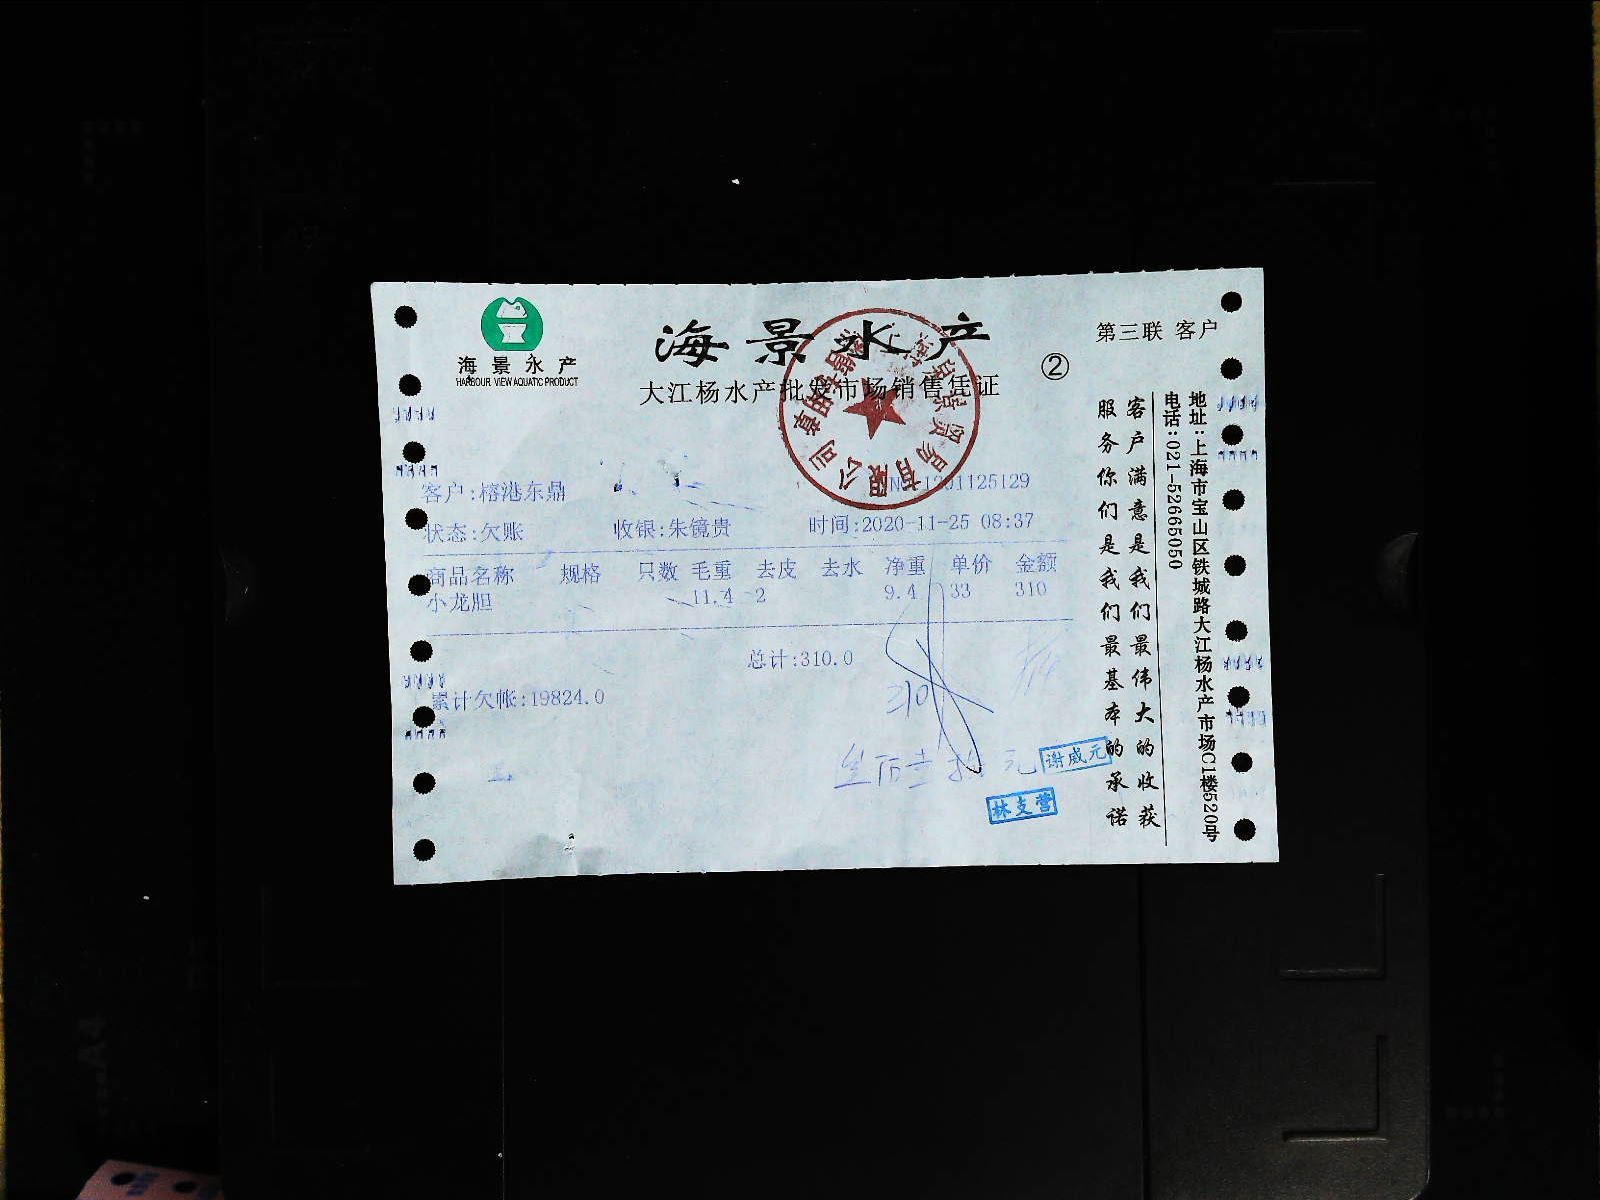 海景水产
HARBOUR VIEW AQUATIC PRODUCT
海景水产
大江杨水产批发市场销售凭证
②
第三联 客户
客户:榕港东鼎
1201125129
状态:欠账 收银:朱镜贵 时间:2020-11-25 08:37
商品名称 规格 只数 毛重 去皮 去水 净重 单价 金额
小龙胆 11.4 2 9.4 33 310
总计:310.0
累计欠帐:19824.0
310
元
谢威元
林支营
客户满意是我们最伟大的收获
服务你们是我们最基本的承诺
地址:上海市宝山区铁城路大江杨水产市场C1楼520号
电话:021-52665050